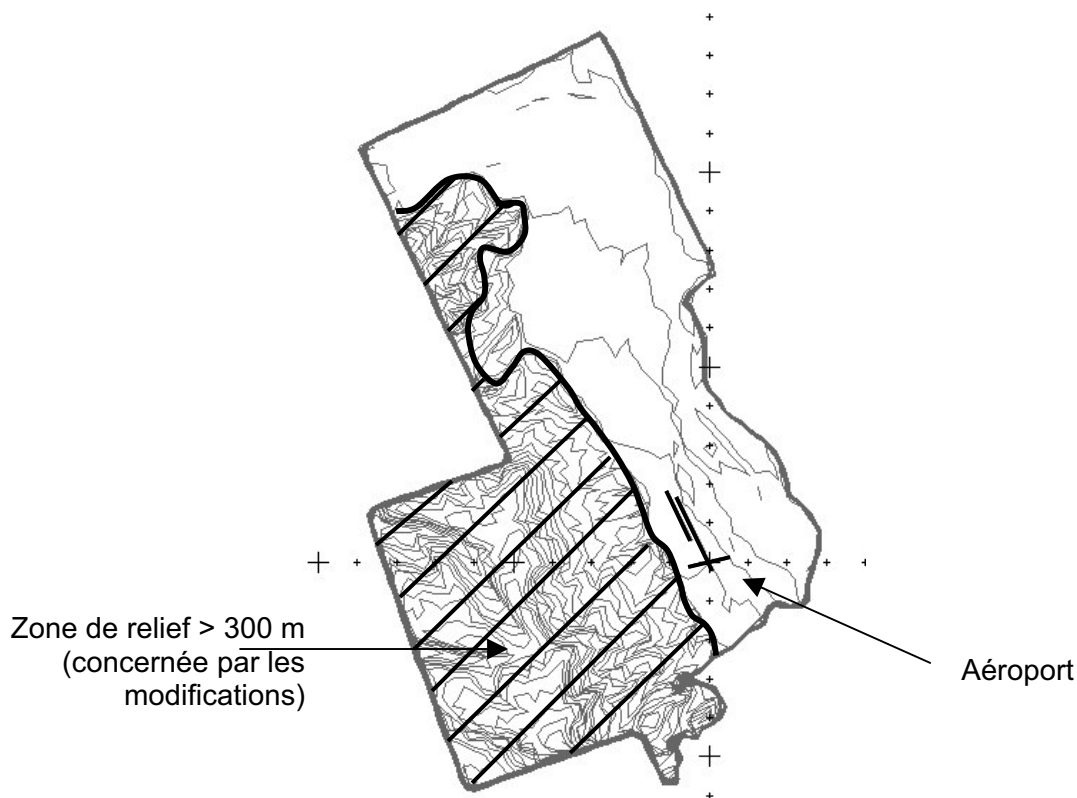 Zone de relief > 300 m
(concernée par les
modifications)
Aéroport